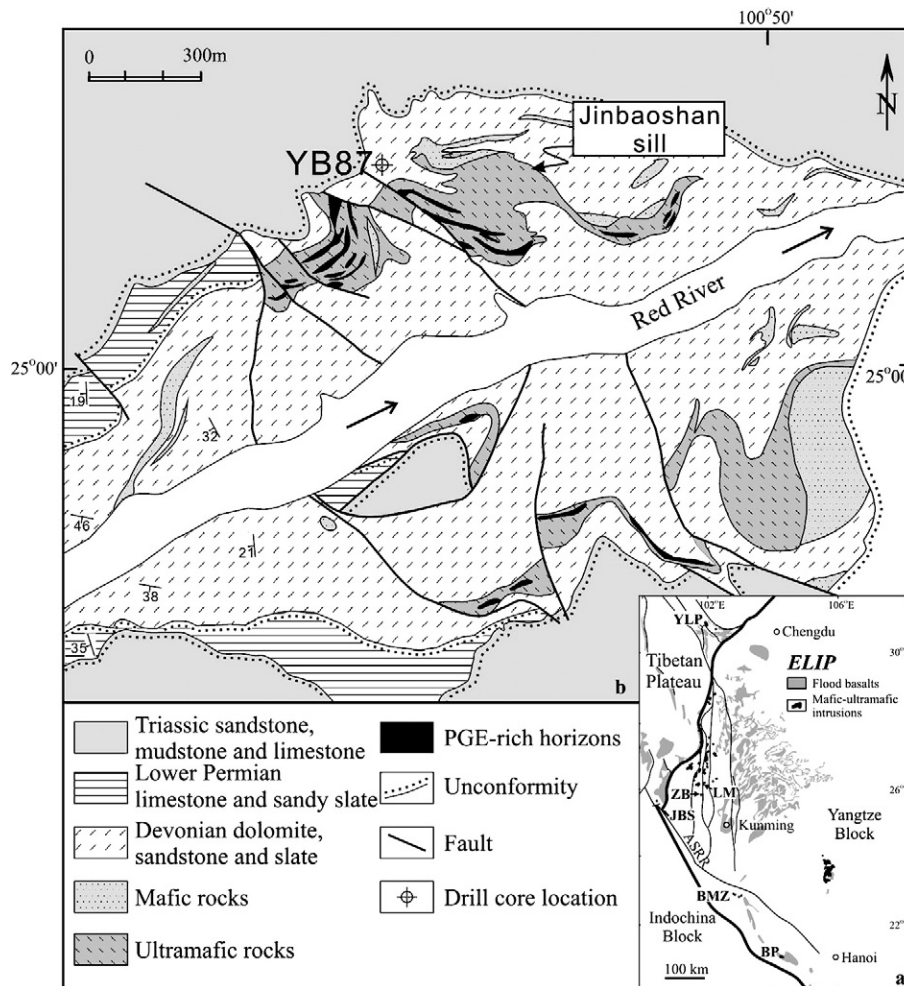 100°50'
0 300m
N
Jinbaoshan
sill
YB87
Red River
25°00'
25°00'
19
32
46
21
38
35
b
Triassic sandstone,
mudstone and limestone
Lower Permian
limestone and sandy slate
Devonian dolomite,
sandstone and slate
Mafic rocks
Ultramafic rocks
PGE-rich horizons
Unconformity
Fault
Drill core location
102°E 106°E
YLP
Chengdu
30°
Tibetan
Plateau
ELIP
Flood basalts
Mafic-ultramafic
intrusions
ZB
LM
26°
JBS
Kunming
Yangtze
Block
ASRR
BMZ
22°
Indochina
Block
BP
Hanoi
100 km
a